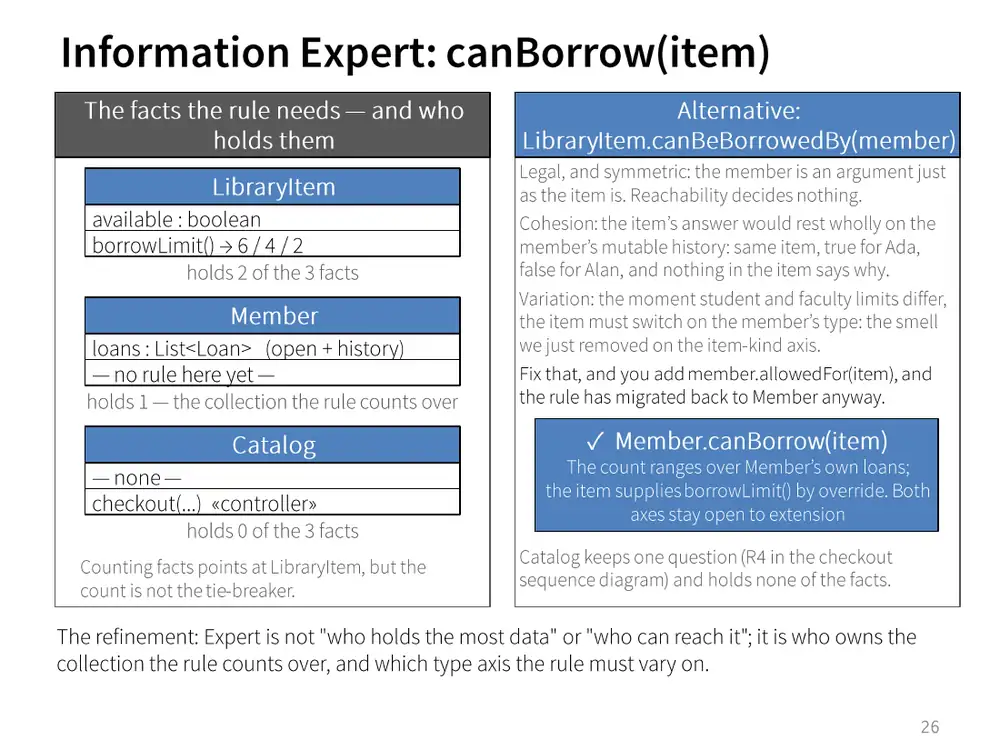 Information Expert: canBorrow(item)
The facts the rule needs — and who
holds them
LibraryItem
available : boolean
borrowLimit() → 6 / 4 / 2
holds 2 of the 3 facts
Member
loans : List<Loan> (open + history)
— no rule here yet —
holds 1 — the collection the rule counts over
Catalog
— none —
checkout(...) «controller»
holds 0 of the 3 facts
Counting facts points at LibraryItem, but the
count is not the tie-breaker.
Alternative:
LibraryItem.canBeBorrowedBy(member)
Legal, and symmetric: the member is an argument just
as the item is. Reachability decides nothing.
Cohesion: the item’s answer would rest wholly on the
member’s mutable history: same item, true for Ada,
false for Alan, and nothing in the item says why.
Variation: the moment student and faculty limits differ,
the item must switch on the member’s type: the smell
we just removed on the item-kind axis.
Fix that, and you add member.allowedFor(item), and
the rule has migrated back to Member anyway.
✓ Member.canBorrow(item)
The count ranges over Member’s own loans;
the item supplies borrowLimit() by override. Both
axes stay open to extension
Catalog keeps one question (R4 in the checkout
sequence diagram) and holds none of the facts.
The refinement: Expert is not "who holds the most data" or "who can reach it"; it is who owns the
collection the rule counts over, and which type axis the rule must vary on.
26